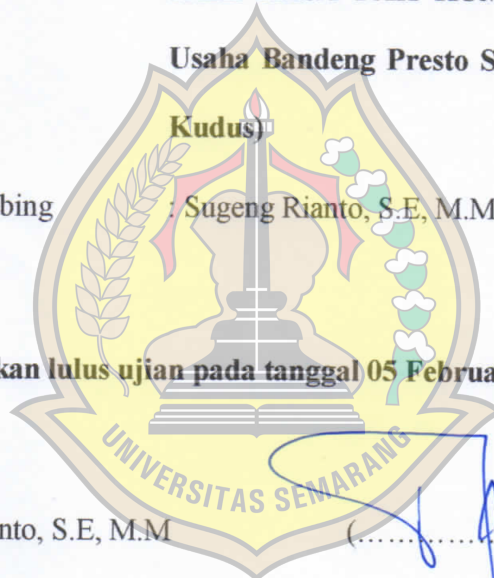 Usaha Bandeng Presto S
Kudus)
bing : Sugeng Rianto, S.E, M.M
kan lulus ujian pada tanggal 05 Februa
UNIVERSITAS SEMARANG
nto, S.E, M.M (..............